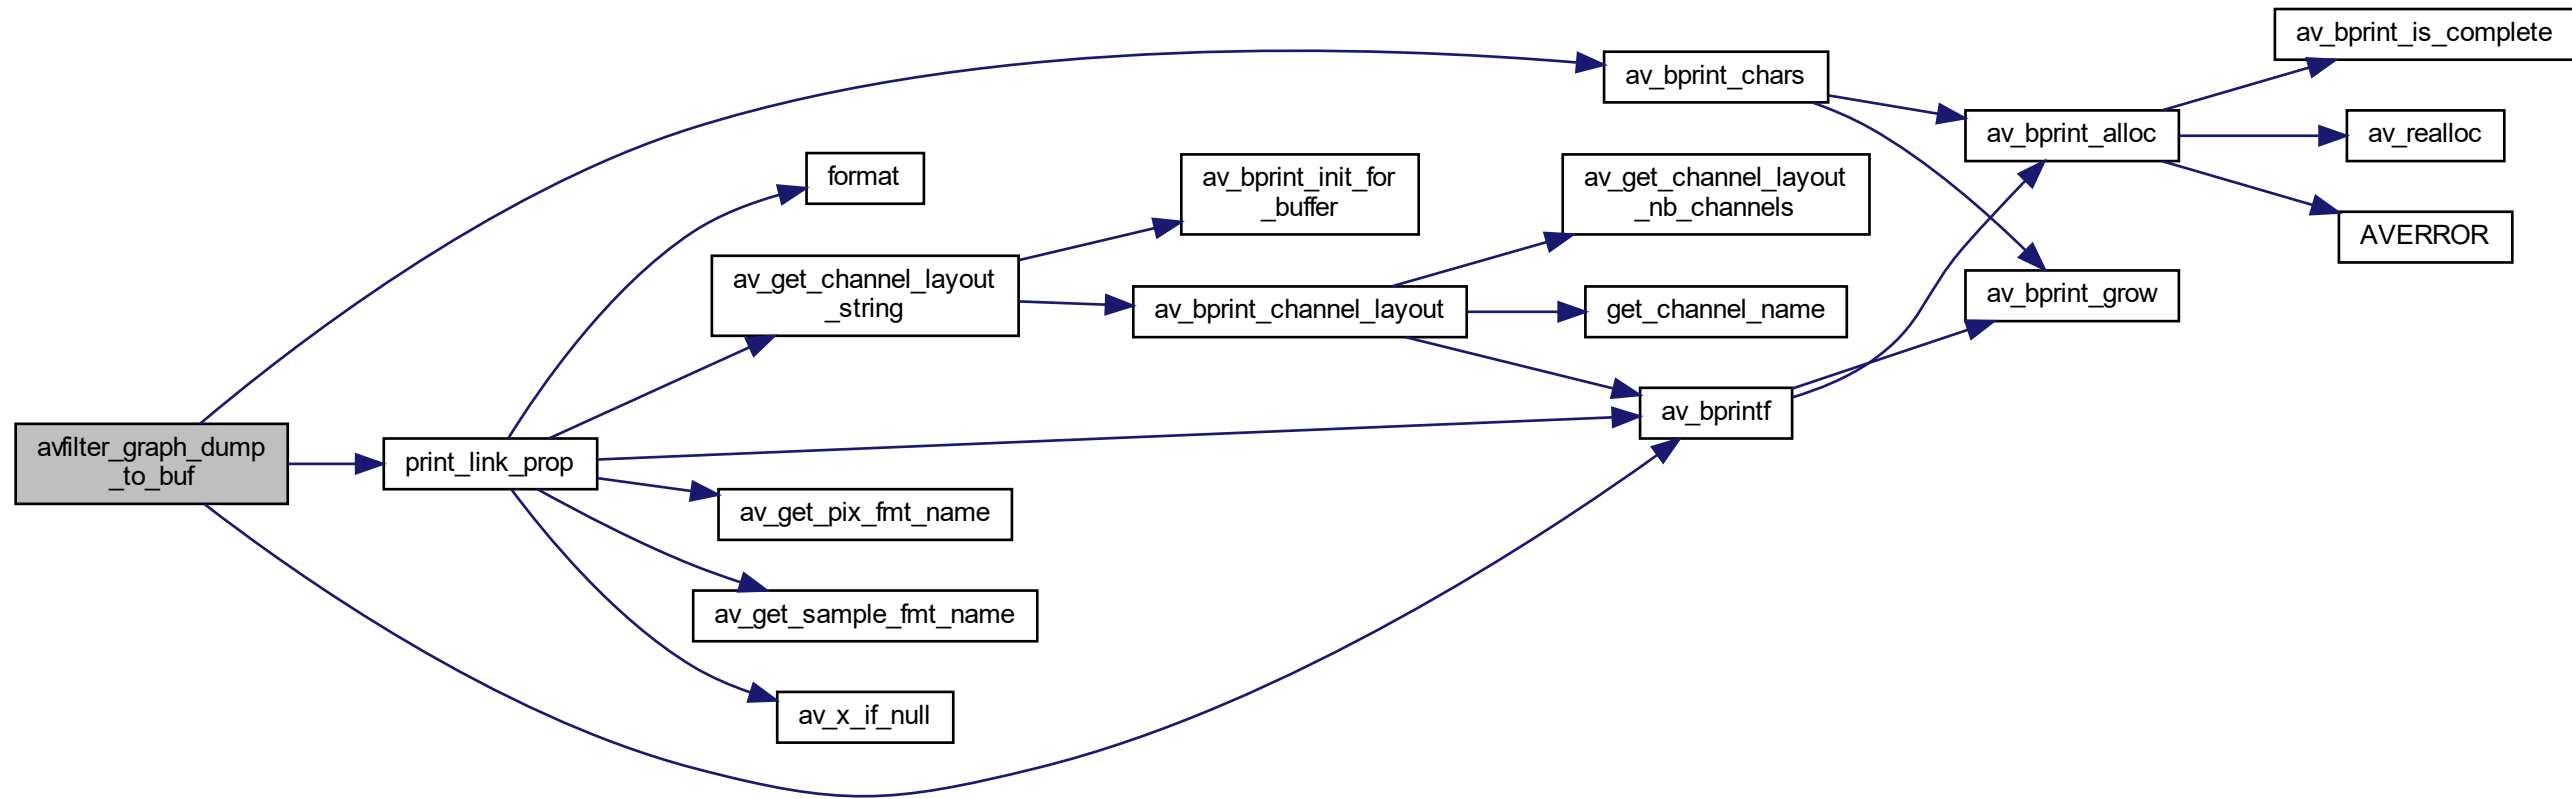 avfilter_graph_dump
_to_buf
print_link_prop
format
av_get_channel_layout
_string
av_get_pix_fmt_name
av_get_sample_fmt_name
av_x_if_null
av_bprint_init_for
_buffer
av_bprint_channel_layout
av_bprint_chars
av_get_channel_layout
_nb_channels
get_channel_name
av_bprintf
av_bprint_alloc
av_bprint_grow
av_bprint_is_complete
av_realloc
AVERROR